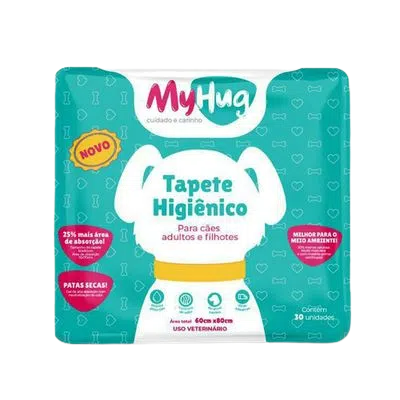 MyHug
cuidado e carinho
NOVO
Tapete
Higiênico
Para cães
adultos e filhotes
25% mais área
de absorção!
PATAS SECAS!
MELHOR PARA O
MEIO AMBIENTE!
Contém
30 unidades
Área total 60cm x 80cm
USO VETERINÁRIO